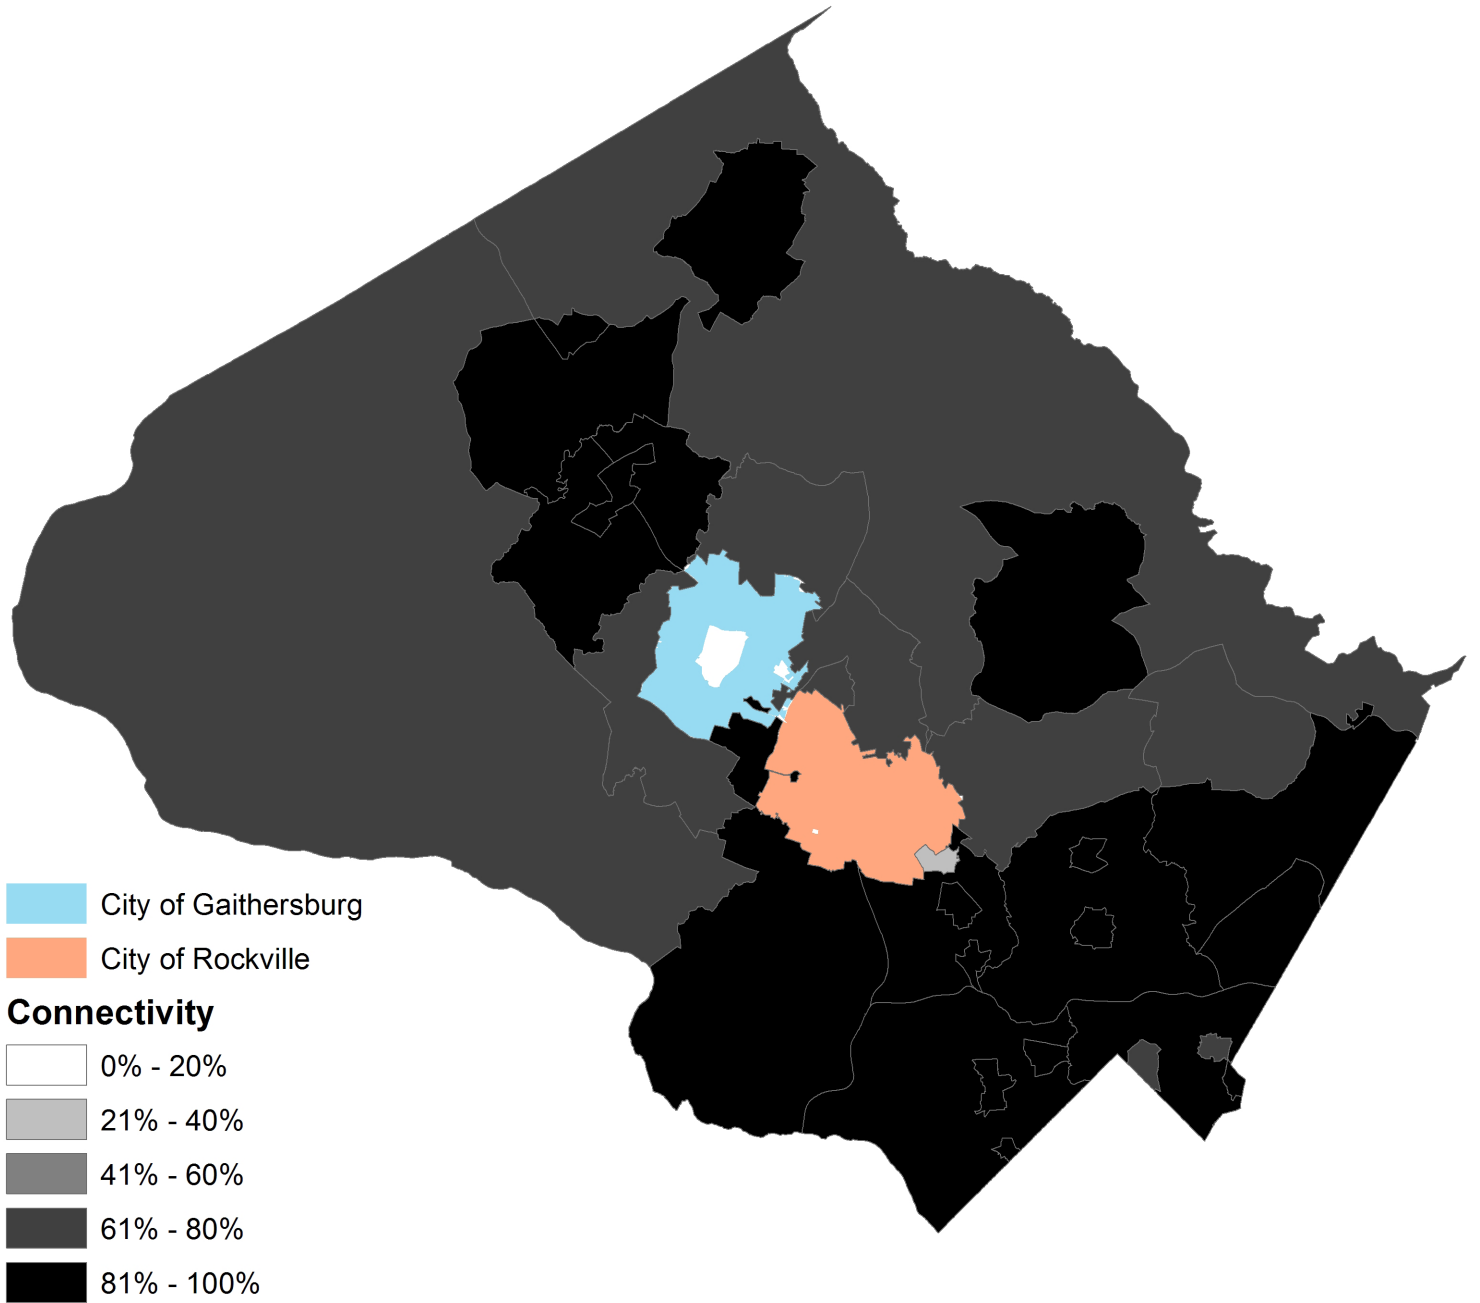 City of Gaithersburg
City of Rockville
Connectivity
0% - 20%
21% - 40%
41% - 60%
61% - 80%
81% - 100%